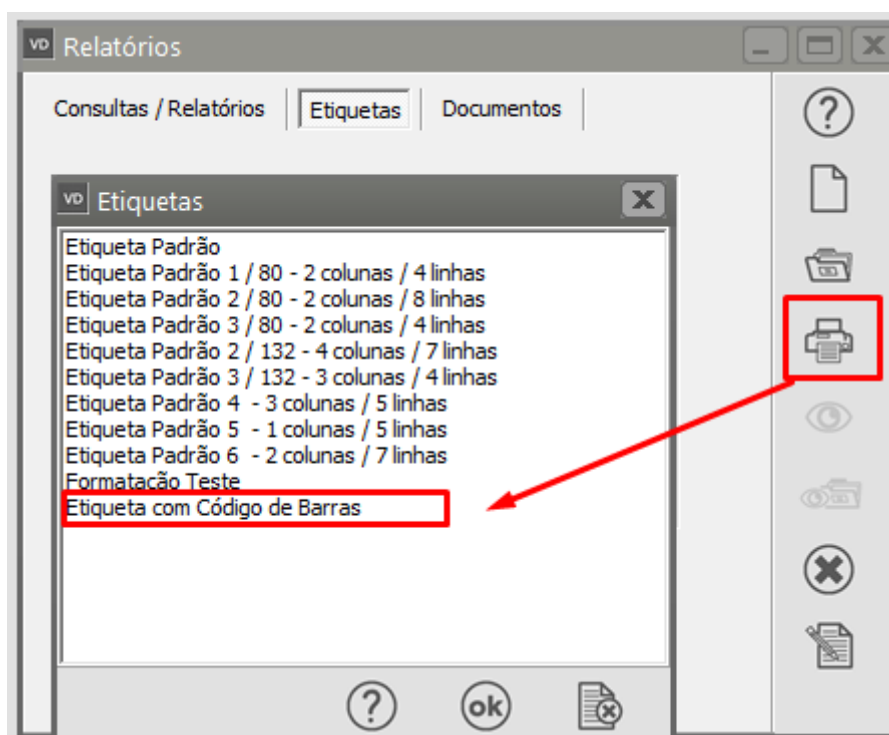 VD Relatórios
Consultas / Relatórios Etiquetas Documentos
VD Etiquetas
Etiqueta Padrão
Etiqueta Padrão 1 / 80 - 2 colunas / 4 linhas
Etiqueta Padrão 2 / 80 - 2 colunas / 8 linhas
Etiqueta Padrão 3 / 80 - 2 colunas / 4 linhas
Etiqueta Padrão 2 / 132 - 4 colunas / 7 linhas
Etiqueta Padrão 3 / 132 - 3 colunas / 4 linhas
Etiqueta Padrão 4 - 3 colunas / 5 linhas
Etiqueta Padrão 5 - 1 colunas / 5 linhas
Etiqueta Padrão 6 - 2 colunas / 7 linhas
Formatação Teste
Etiqueta com Código de Barras
? ok